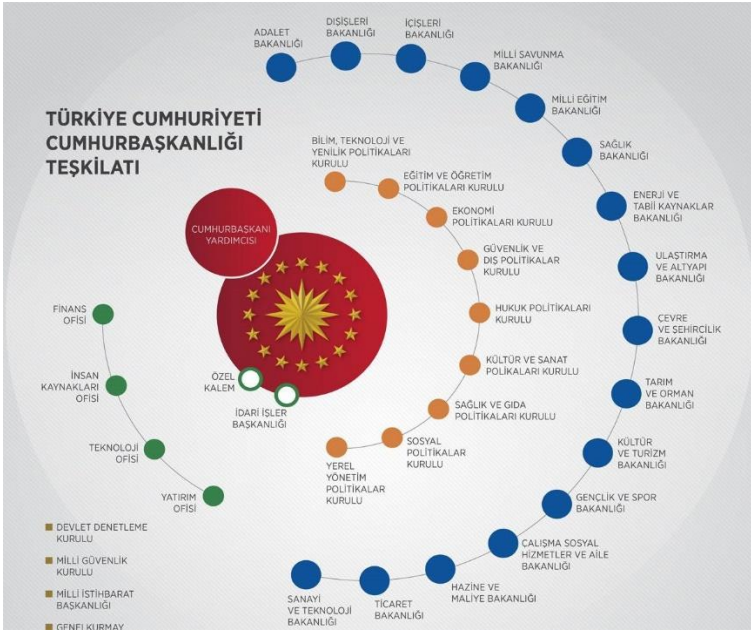 TÜRKİYE CUMHURİYETİ
CUMHURBAŞKANLIĞI
TEŞKİLATI
CUMHURBAŞKANI
YARDIMCISI
ÖZEL
KALEM
İDARİ İŞLER
BAŞKANLIĞI
FİNANS
OFİSİ
İNSAN
KAYNAKLARI
OFİSİ
TEKNOLOJİ
OFİSİ
YATIRIM
OFİSİ
BİLİM, TEKNOLOJİ VE
YENİLİK POLİTİKALARI
KURULU
EĞİTİM VE ÖĞRETİM
POLİTİKALARI KURULU
EKONOMİ
POLİTİKALARI KURULU
GÜVENLİK VE
DIŞ POLİTİKALAR
KURULU
HUKUK POLİTİKALARI
KURULU
KÜLTÜR VE SANAT
POLİKALARI KURULU
SAĞLIK VE GIDA
POLİTİKALARI KURULU
SOSYAL
POLİTİKALAR
KURULU
YEREL
YÖNETİM
POLİTİKALAR
KURULU
ADALET
BAKANLIĞI
DIŞİŞLERİ
BAKANLIĞI
İÇİŞLERİ
BAKANLIĞI
MİLLİ SAVUNMA
BAKANLIĞI
MİLLİ EĞİTİM
BAKANLIĞI
SAĞLIK
BAKANLIĞI
ENERJİ VE
TABİİ KAYNAKLAR
BAKANLIĞI
ULAŞTIRMA
VE ALTYAPI
BAKANLIĞI
ÇEVRE
VE ŞEHİRCİLİK
BAKANLIĞI
TARIM
VE ORMAN
BAKANLIĞI
KÜLTÜR
VE TURİZM
BAKANLIĞI
GENÇLİK VE SPOR
BAKANLIĞI
ÇALIŞMA SOSYAL
HİZMETLER VE AİLE
BAKANLIĞI
HAZİNE VE
MALİYE BAKANLIĞI
TİCARET
BAKANLIĞI
SANAYİ
VE TEKNOLOJİ
BAKANLIĞI
DEVLET DENETLEME
KURULU
MİLLİ GÜVENLİK
KURULU
MİLLİ İSTİHBARAT
BAŞKANLIĞI
GENELKURMAY